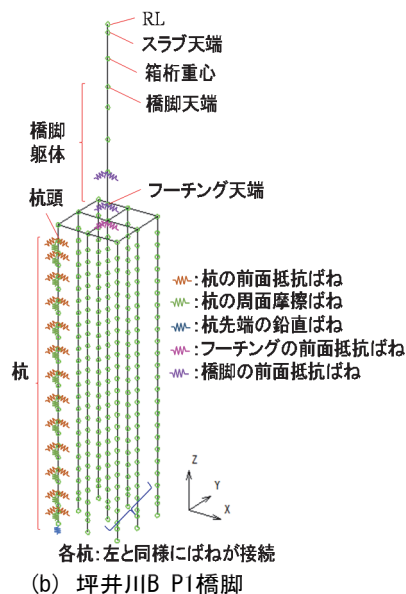 RL
スラブ天端
箱桁重心
橋脚天端
橋脚
躯体
杭頭
フーチング天端
杭
:杭の前面抵抗ばね
:杭の周面摩擦ばね
:杭先端の鉛直ばね
:フーチングの前面抵抗ばね
:橋脚の前面抵抗ばね
Z
Y
X
各杭:左と同様にばねが接続
(b) 坪井川B P1橋脚